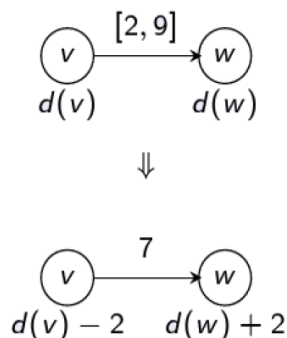 [2, 9]
v w
d(v) d(w)
⇓
7
v w
d(v) − 2 d(w) + 2